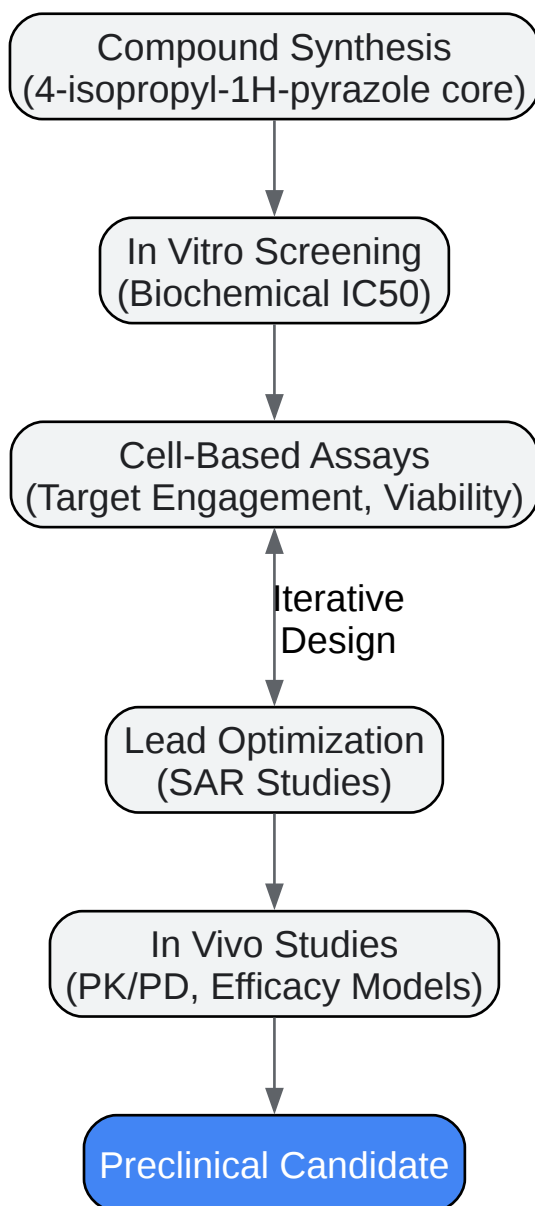 Compound Synthesis
(4-isopropyl-1H-pyrazole core)
In Vitro Screening
(Biochemical IC50)
Cell-Based Assays
(Target Engagement, Viability)
Iterative
Design
Lead Optimization
(SAR Studies)
In Vivo Studies
(PK/PD, Efficacy Models)
Preclinical Candidate